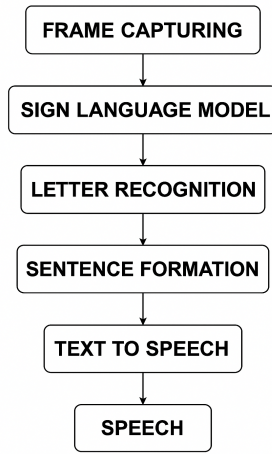 FRAME CAPTURING
SIGN LANGUAGE MODEL
LETTER RECOGNITION
SENTENCE FORMATION
TEXT TO SPEECH
SPEECH